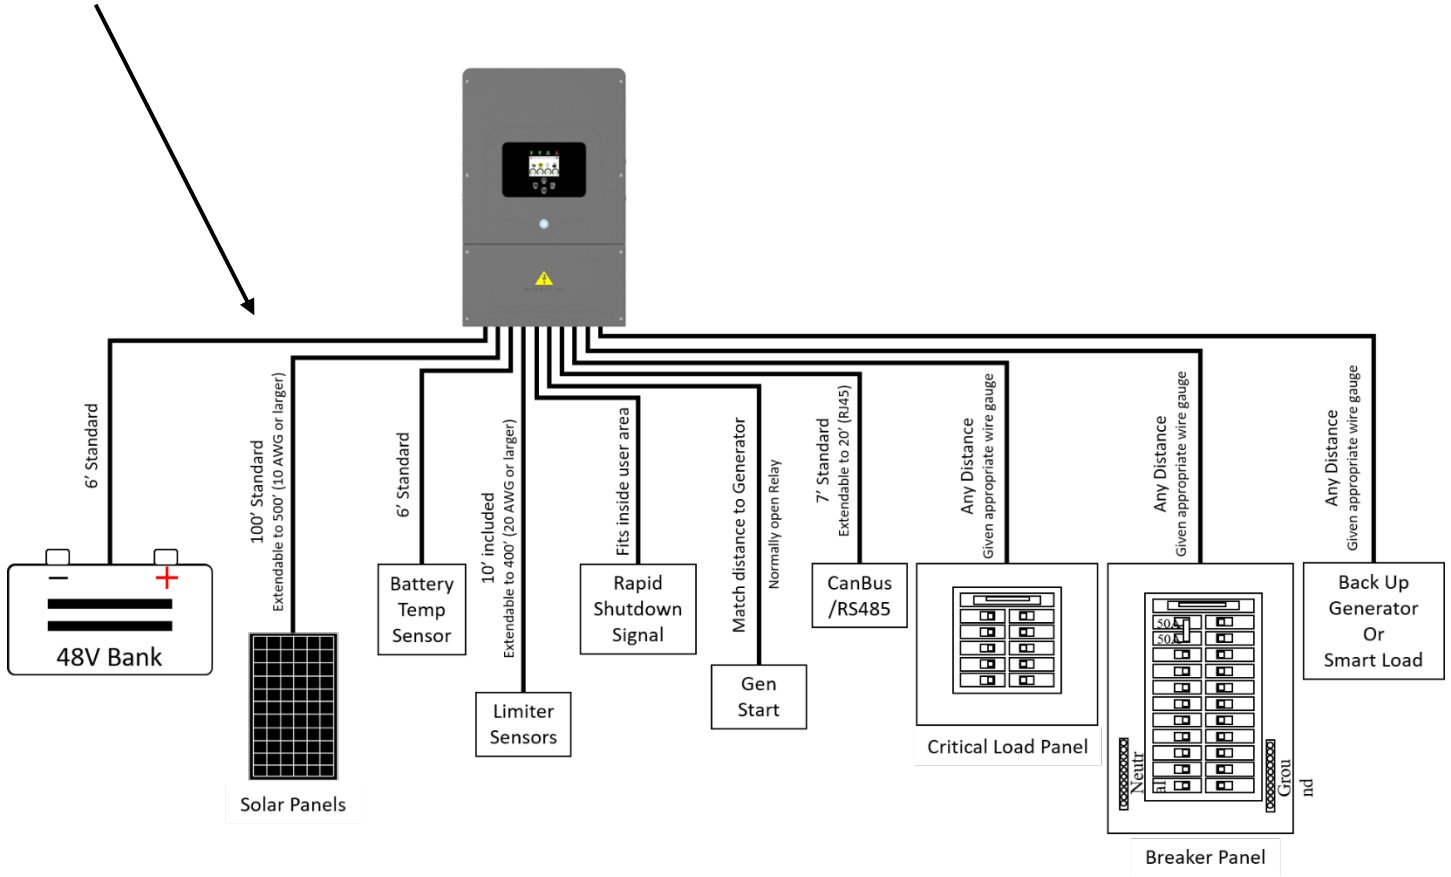 6' Standard
100' Standard
Extendable to 500' (10 AWG or larger)
6' Standard
10' included
Extendable to 400' (20 AWG or larger)
Fits inside user area
Match distance to Generator
Normally open Relay
7' Standard
Extendable to 20' (RJ45)
Any Distance
Given appropriate wire gauge
Any Distance
Given appropriate wire gauge
Any Distance
Given appropriate wire gauge
48V Bank
Solar Panels
Battery
Temp
Sensor
Limiter
Sensors
Rapid
Shutdown
Signal
Gen
Start
CanBus
/RS485
Critical Load Panel
50A
50A
Neutr
al
Grou
nd
Breaker Panel
Back Up
Generator
Or
Smart Load